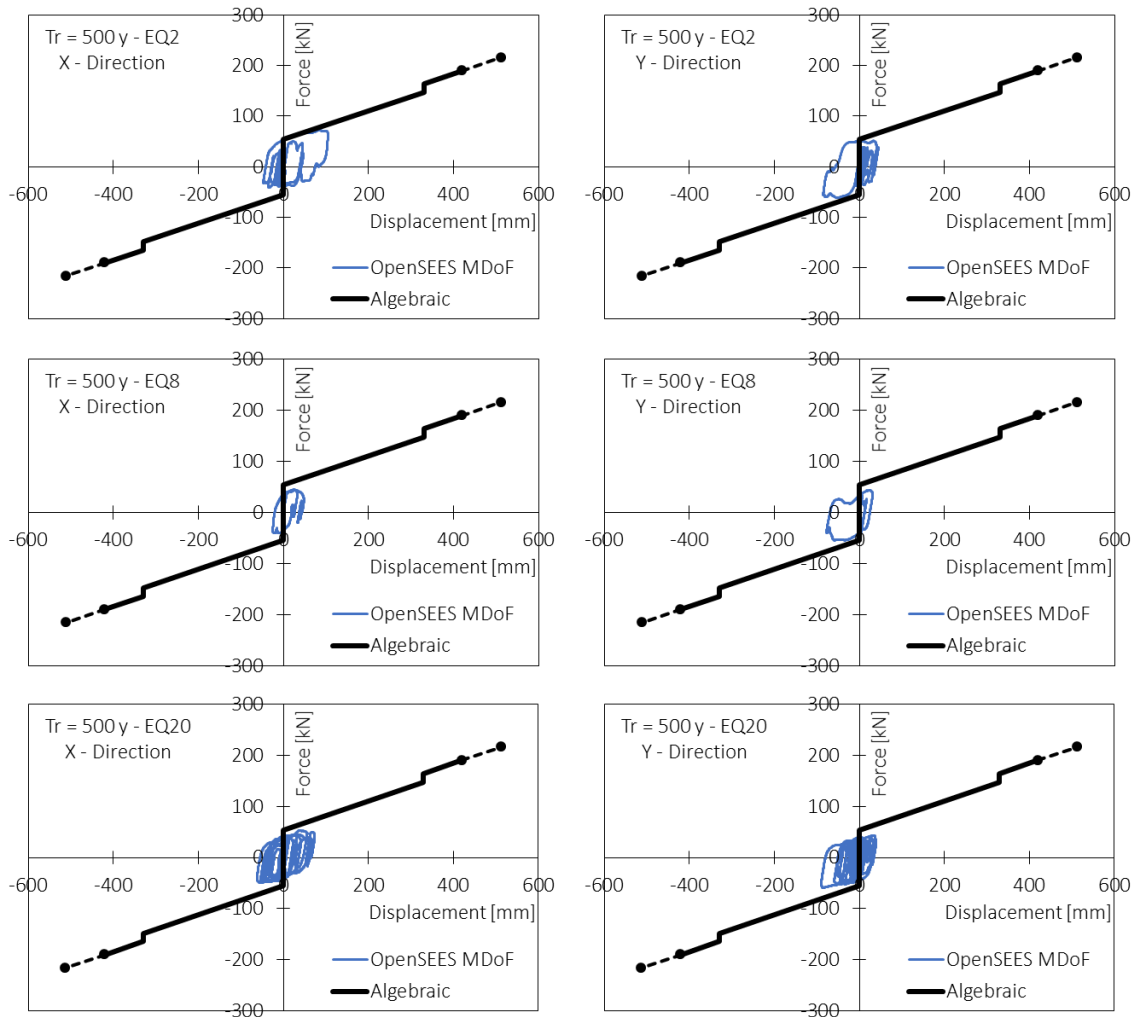 300
Tr = 500 y - EQ2
X - Direction
Force [kN]
200
100
0
-600 -400 -200 0 200 400 600
-100
Displacement [mm]
-200
OpenSEES MDoF
Algebraic
-300
300
Tr = 500 y - EQ2
Y - Direction
Force [kN]
200
100
0
-600 -400 -200 0 200 400 600
-100
Displacement [mm]
-200
OpenSEES MDoF
Algebraic
-300
300
Tr = 500 y - EQ8
X - Direction
Force [kN]
200
100
0
-600 -400 -200 0 200 400 600
-100
Displacement [mm]
-200
OpenSEES MDoF
Algebraic
-300
300
Tr = 500 y - EQ8
Y - Direction
Force [kN]
200
100
0
-600 -400 -200 0 200 400 600
-100
Displacement [mm]
-200
OpenSEES MDoF
Algebraic
-300
300
Tr = 500 y - EQ20
X - Direction
Force [kN]
200
100
0
-600 -400 -200 0 200 400 600
-100
Displacement [mm]
-200
OpenSEES MDoF
Algebraic
-300
300
Tr = 500 y - EQ20
Y - Direction
Force [kN]
200
100
0
-600 -400 -200 0 200 400 600
-100
Displacement [mm]
-200
OpenSEES MDoF
Algebraic
-300